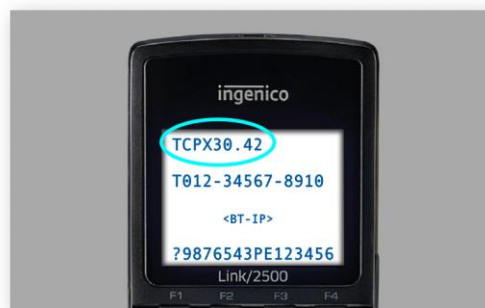 ingenico
TCPX30.42
T012-34567-8910
<BT-IP>
?9876543PE123456
Link/2500
F1 F2 F3 F4